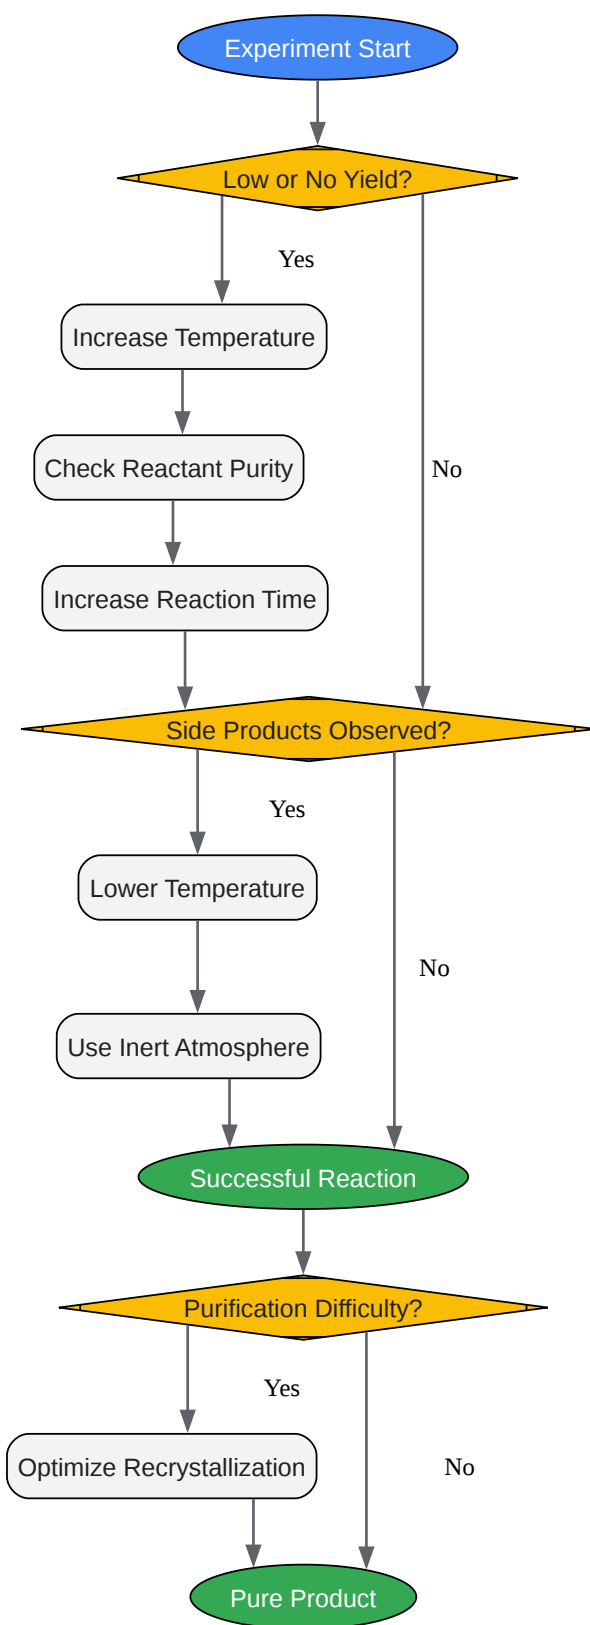 Experiment Start
Low or No Yield?
Yes
Increase Temperature
Check Reactant Purity
No
Increase Reaction Time
Side Products Observed?
Yes
Lower Temperature
No
Use Inert Atmosphere
Successful Reaction
Purification Difficulty?
Yes
Optimize Recrystallization
No
Pure Product